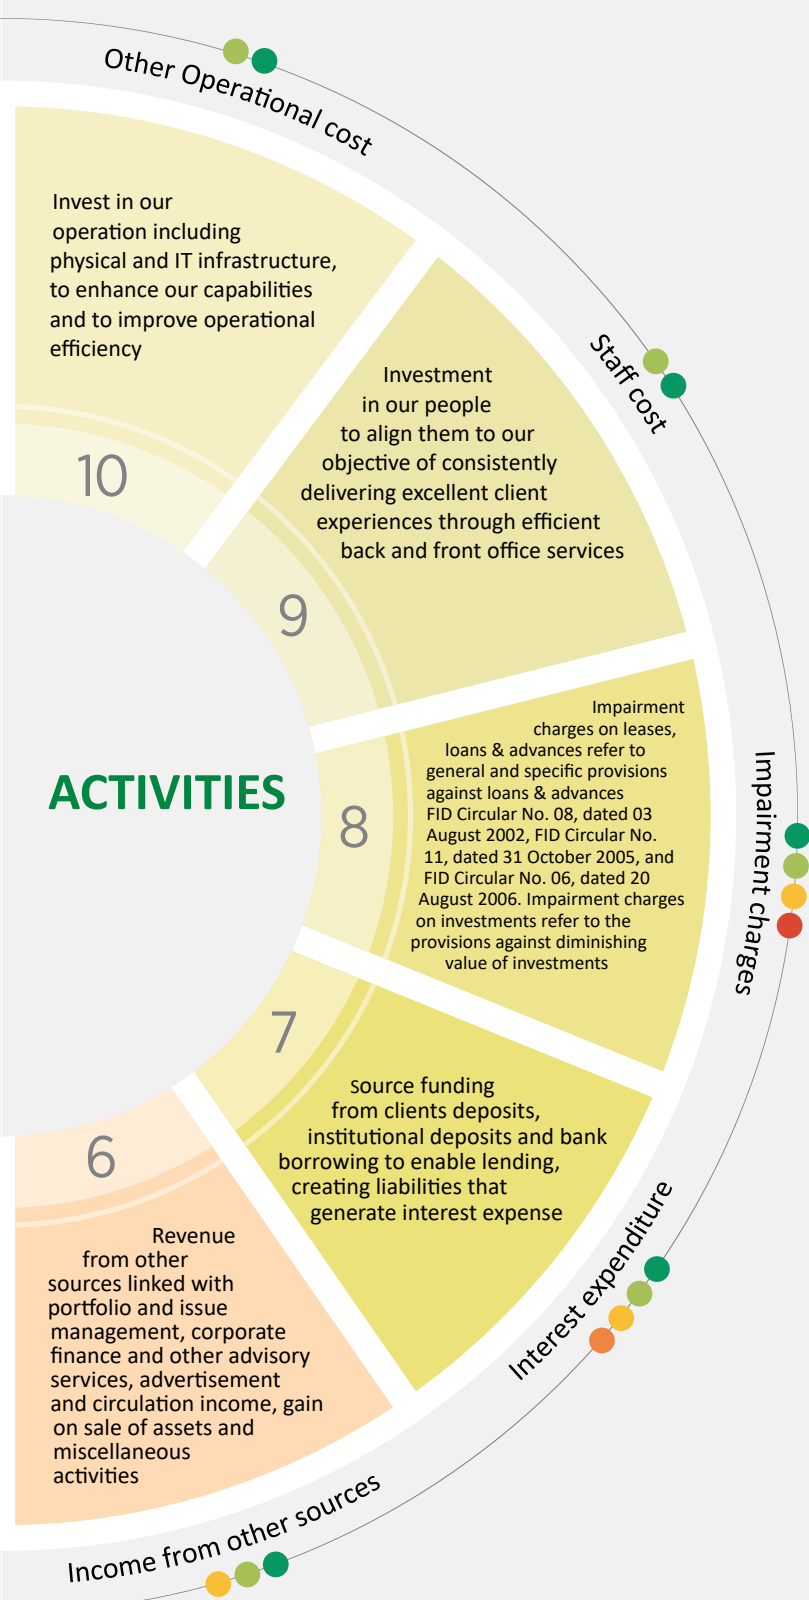 Other Operational cost
Invest in our
operation including
physical and IT infrastructure,
to enhance our capabilities
and to improve operational
efficiency
10
Staff cost
Investment
in our people
to align them to our
objective of consistently
delivering excellent client
experiences through efficient
back and front office services
9
ACTIVITIES
Impairment charges
Impairment
charges on leases,
loans & advances refer to
general and specific provisions
against loans & advances
FID Circular No. 08, dated 03
August 2002, FID Circular No.
11, dated 31 October 2005, and
FID Circular No. 06, dated 20
August 2006. Impairment charges
on investments refer to the
provisions against diminishing
value of investments
8
7
Source funding
from clients deposits,
institutional deposits and bank
borrowing to enable lending,
creating liabilities that
generate interest expense
Interest expenditure
6
Revenue
from other
sources linked with
portfolio and issue
management, corporate
finance and other advisory
services, advertisement
and circulation income, gain
on sale of assets and
miscellaneous
activities
Income from other sources